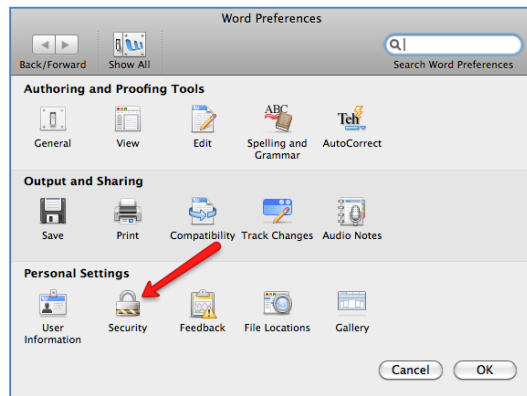 Word Preferences
Back/Forward Show All Search Word Preferences
Authoring and Proofing Tools
ABC Teh
General View Edit Spelling and Grammar AutoCorrect
Output and Sharing
Save Print Compatibility Track Changes Audio Notes
Personal Settings
User Information Security Feedback File Locations Gallery
Cancel OK